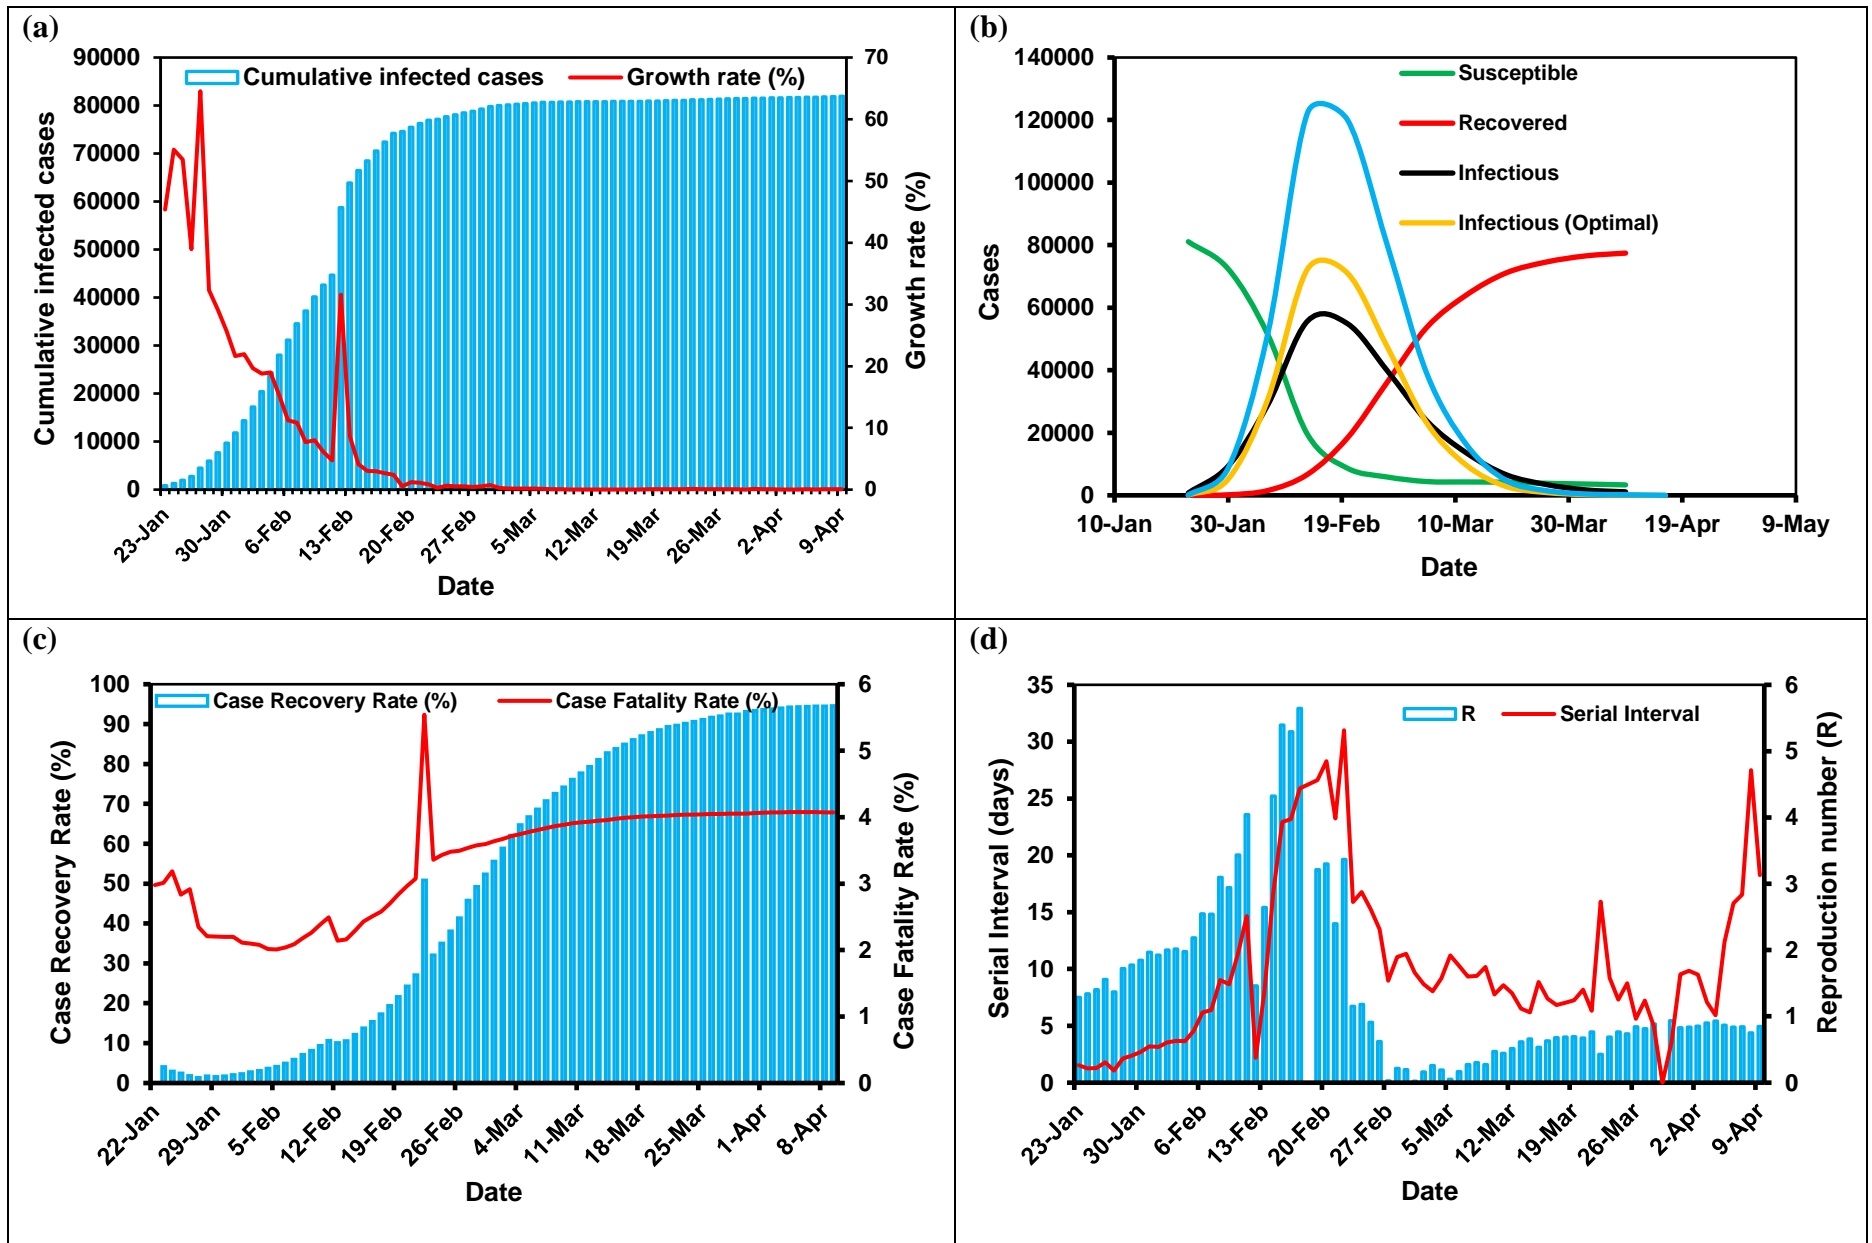 (a)
Cumulative infected cases
Growth rate (%)
90000
80000
70000
60000
50000
40000
30000
20000
10000
0
70
60
50
40
30
20
10
0
Cumulative infected cases
Growth rate (%)
23-Jan
30-Jan
6-Feb
13-Feb
20-Feb
27-Feb
5-Mar
12-Mar
19-Mar
26-Mar
2-Apr
9-Apr
Date
(b)
140000
120000
100000
80000
60000
40000
20000
0
Cases
Susceptible
Recovered
Infectious
Infectious (Optimal)
10-Jan
30-Jan
19-Feb
10-Mar
30-Mar
19-Apr
9-May
Date
(c)
Case Recovery Rate (%)
Case Fatality Rate (%)
100
90
80
70
60
50
40
30
20
10
0
6
5
4
3
2
1
0
Case Recovery Rate (%)
Case Fatality Rate (%)
22-Jan
29-Jan
5-Feb
12-Feb
19-Feb
26-Feb
4-Mar
11-Mar
18-Mar
25-Mar
1-Apr
8-Apr
Date
(d)
R
Serial Interval
35
30
25
20
15
10
5
0
6
5
4
3
2
1
0
Serial Interval (days)
Reproduction number (R)
23-Jan
30-Jan
6-Feb
13-Feb
20-Feb
27-Feb
5-Mar
12-Mar
19-Mar
26-Mar
2-Apr
9-Apr
Date